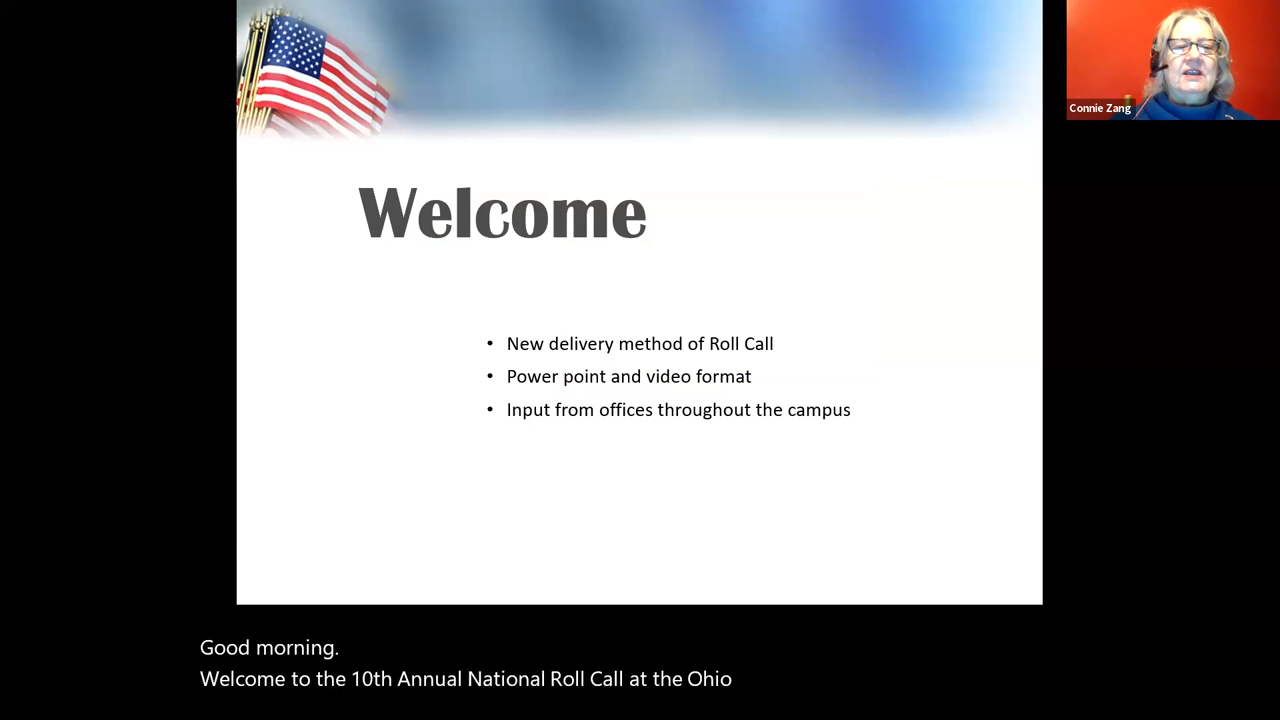 Connie Zang
Welcome
• New delivery method of Roll Call
• Power point and video format
• Input from offices throughout the campus
Good morning.
Welcome to the 10th Annual National Roll Call at the Ohio